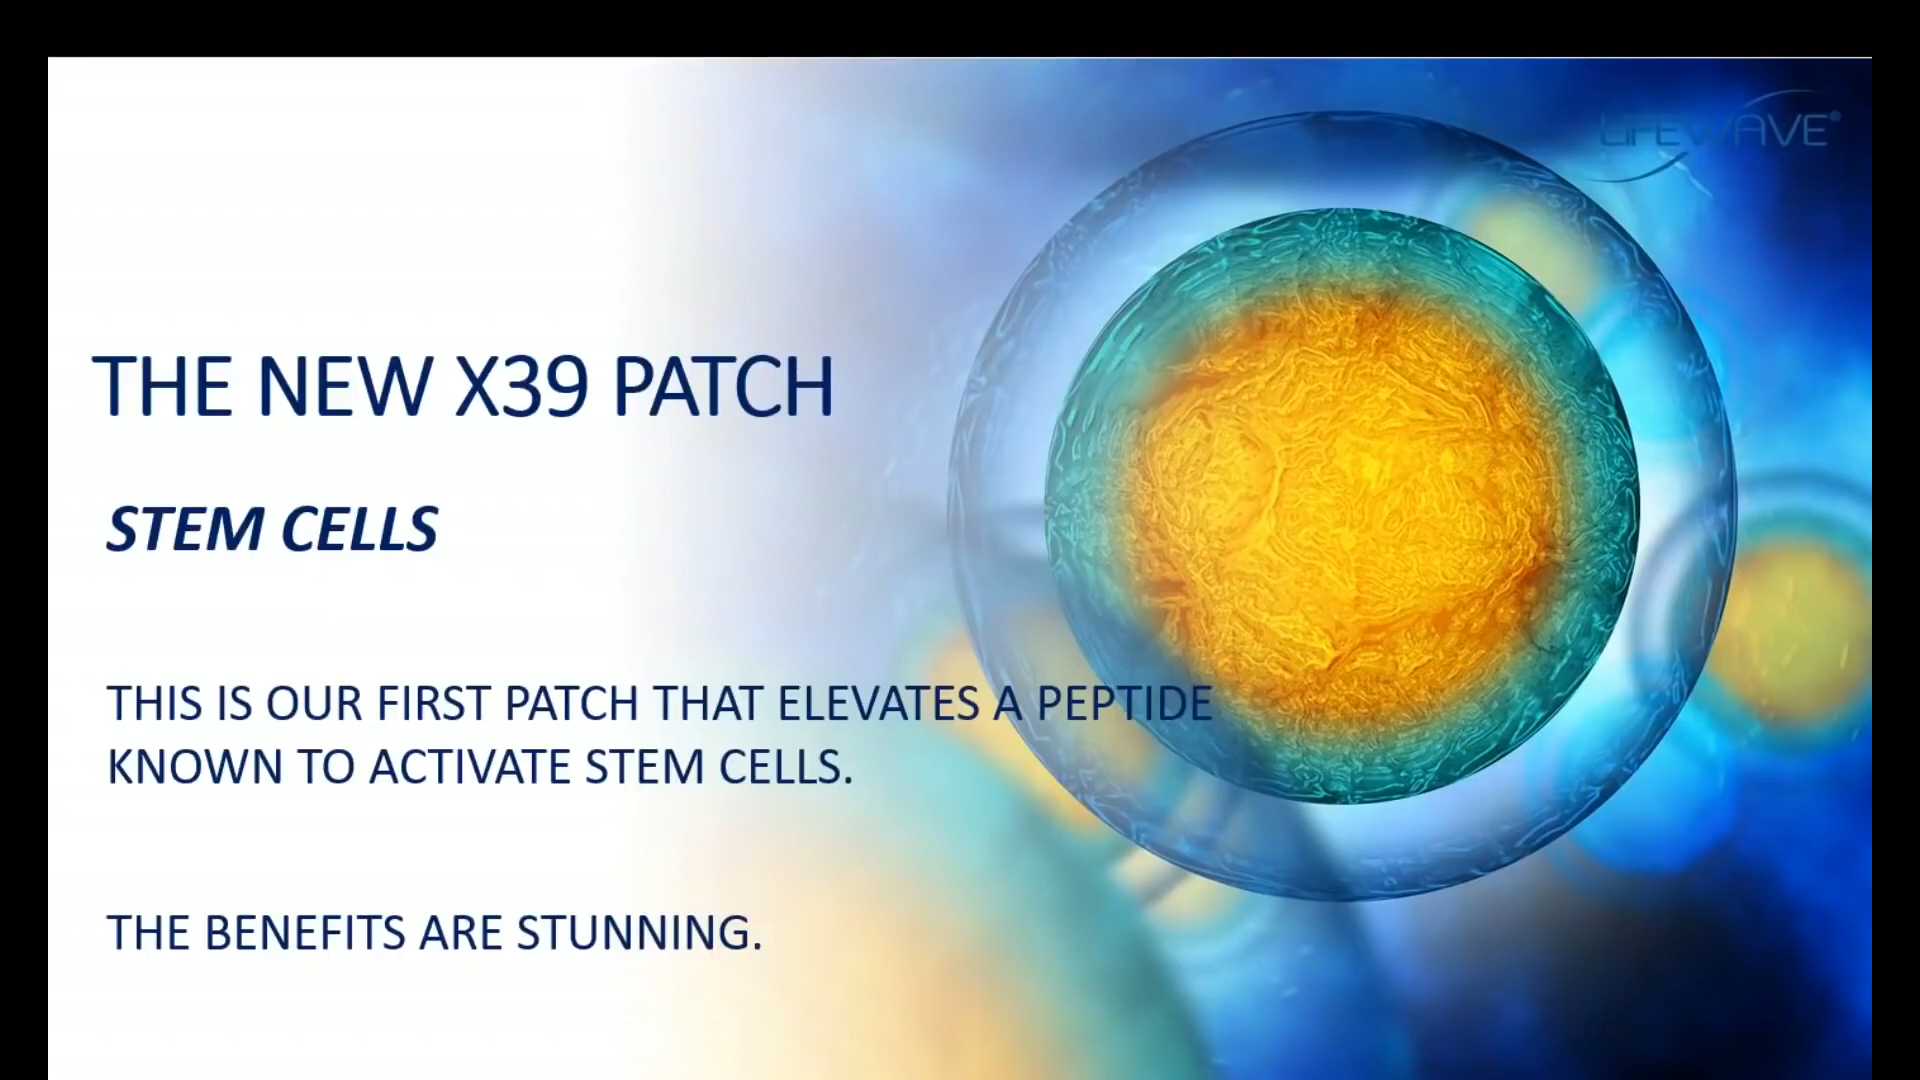 LIFEWAVE®
THE NEW X39 PATCH
STEM CELLS
THIS IS OUR FIRST PATCH THAT ELEVATES A PEPTIDE
KNOWN TO ACTIVATE STEM CELLS.
THE BENEFITS ARE STUNNING.